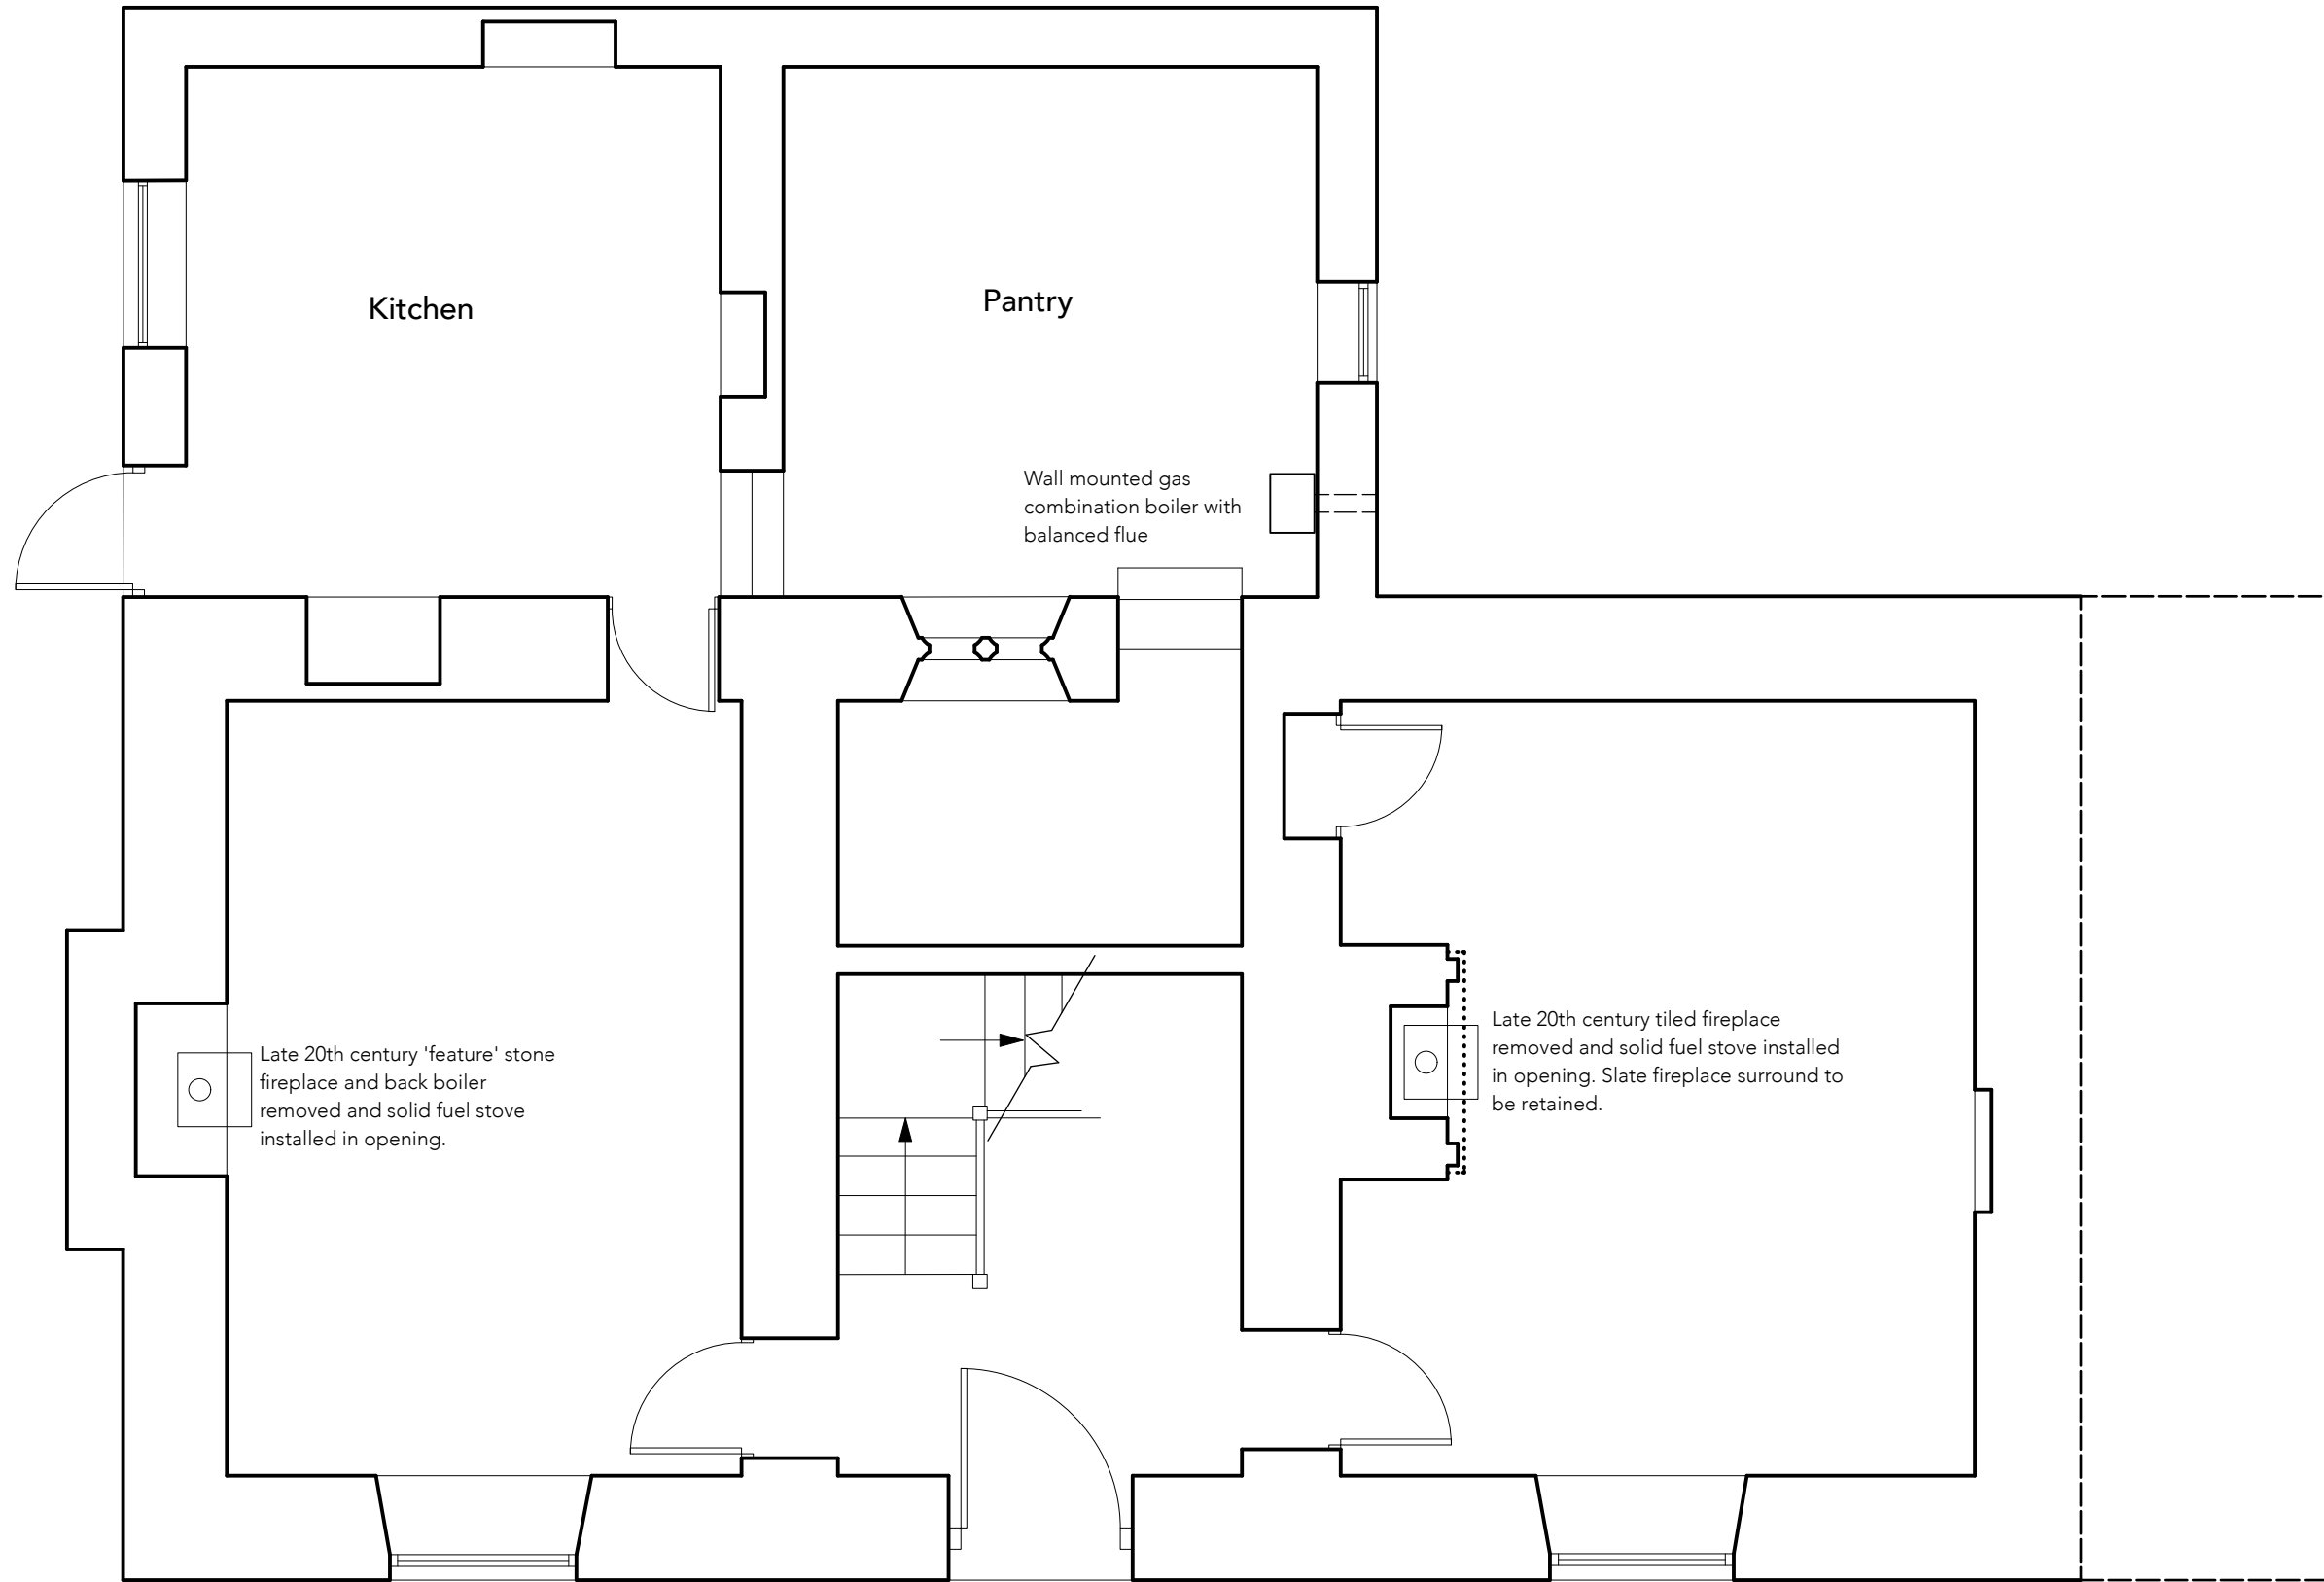 Kitchen
Pantry
Wall mounted gas
combination boiler with
balanced flue
Late 20th century 'feature' stone
fireplace and back boiler
removed and solid fuel stove
installed in opening.
Late 20th century tiled fireplace
removed and solid fuel stove installed
in opening. Slate fireplace surround to
be retained.